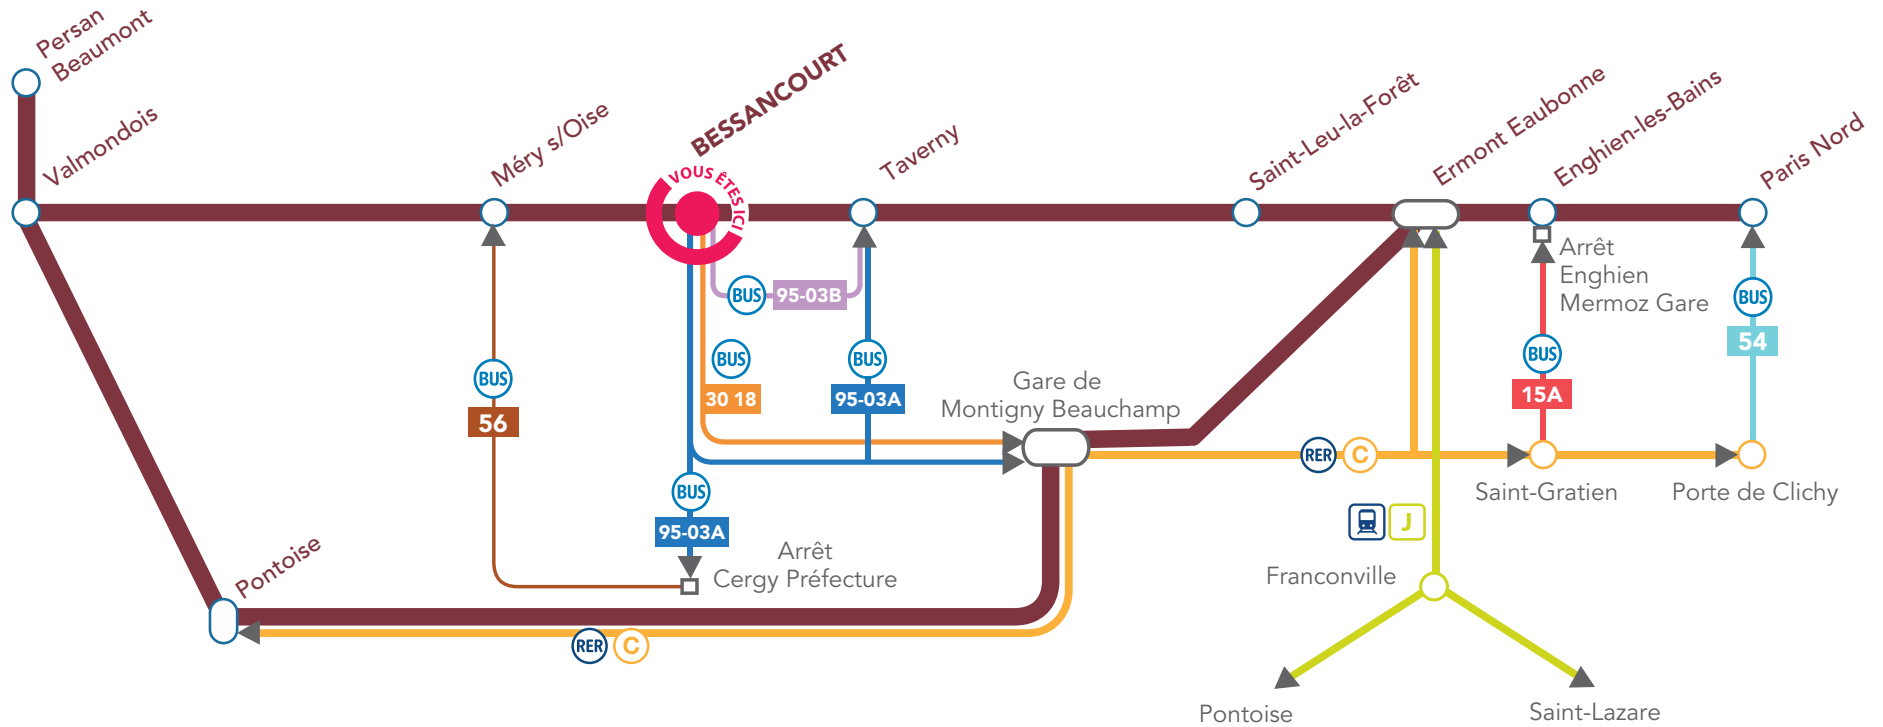 Persan
Beaumont
Valmondois
Méry s/Oise
BESSANCOURT
Taverny
Saint-Leu-la-Forêt
Ermont Eaubonne
Enghien-les-Bains
Paris Nord
VOUS ÊTES ICI
Arrêt
Enghien
Mermoz Gare
BUS 95-03B
BUS
54
BUS
30 18
BUS
95-03A
BUS
15A
BUS
56
Gare de
Montigny Beauchamp
RER C
Saint-Gratien
Porte de Clichy
BUS
95-03A
J
Arrêt
Cergy Préfecture
Franconville
Pontoise
RER C
Pontoise
Saint-Lazare